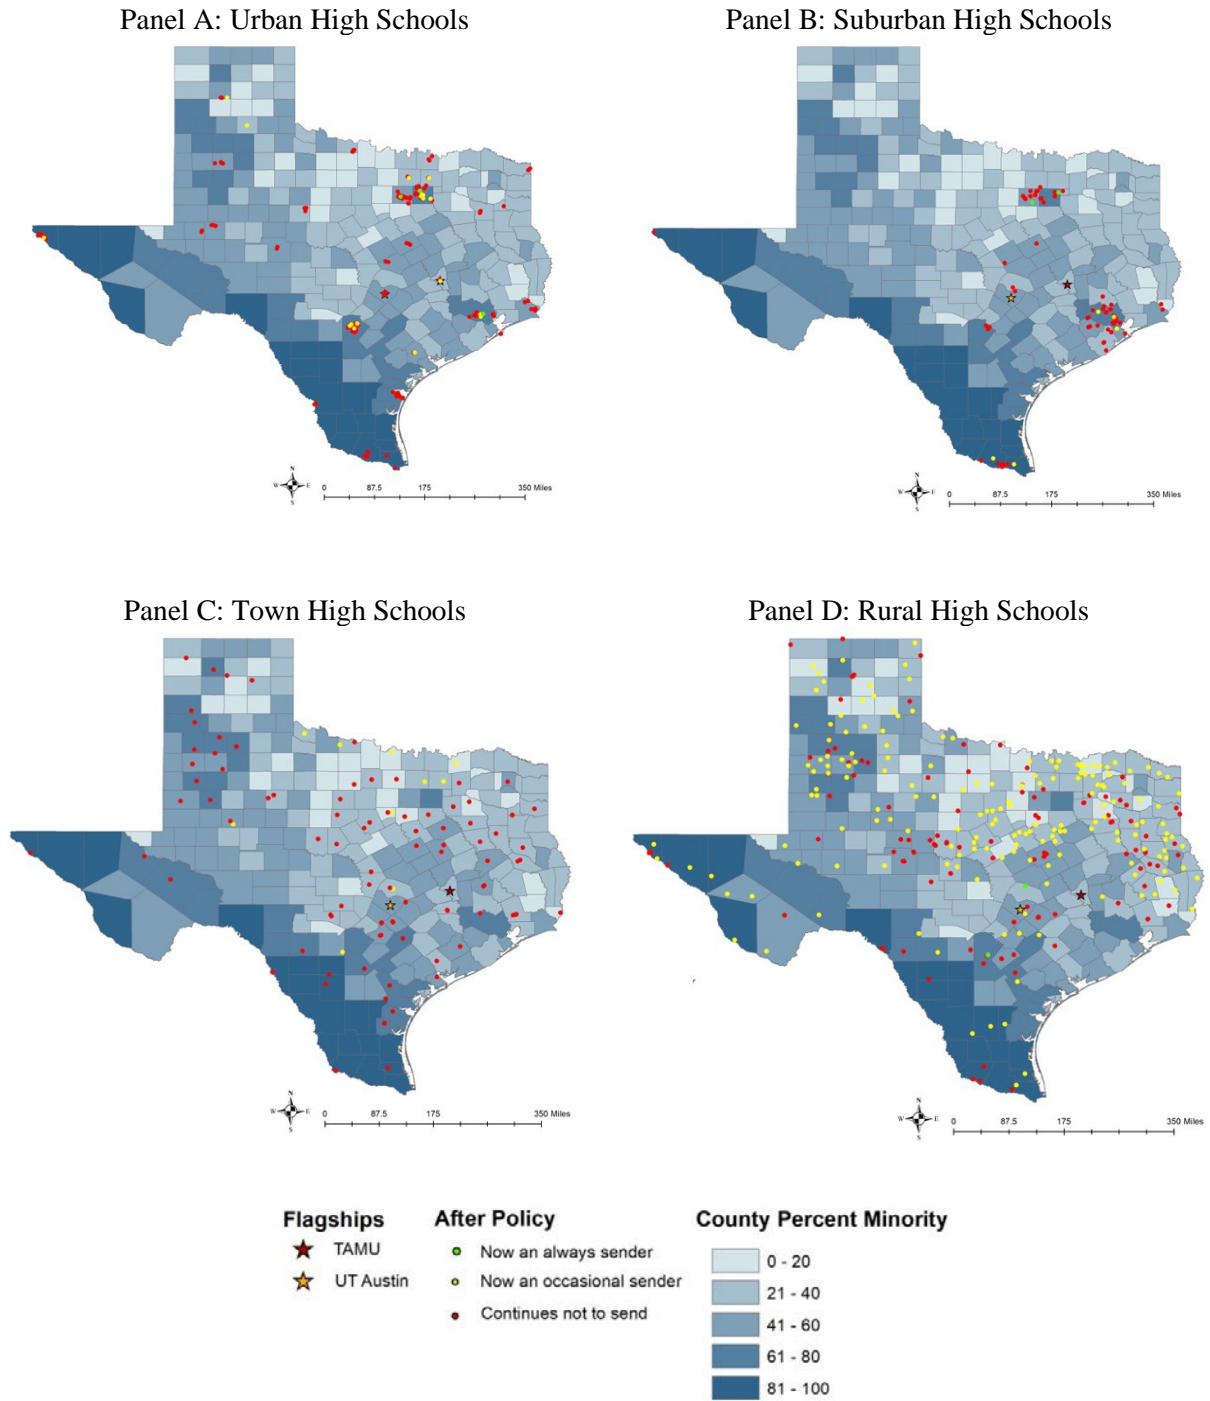 Panel A: Urban High Schools
Panel B: Suburban High Schools
N
W E
S
0 87.5 175 350 Miles
N
W E
S
0 87.5 175 350 Miles
Panel C: Town High Schools
Panel D: Rural High Schools
N
W E
S
0 87.5 175 350 Miles
N
W E
S
0 87.5 175 350 Miles
Flagships
TAMU
UT Austin
After Policy
Now an always sender
Now an occasional sender
Continues not to send
County Percent Minority
0 - 20
21 - 40
41 - 60
61 - 80
81 - 100